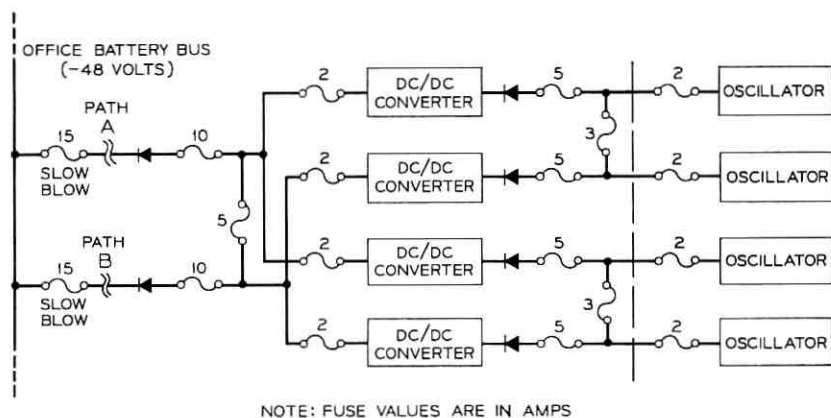 OFFICE BATTERY BUS
(-48 VOLTS)
PATH
A
15
SLOW
BLOW
10
5
PATH
B
15
SLOW
BLOW
10
2
DC/DC
CONVERTER
5
2
OSCILLATOR
3
2
DC/DC
CONVERTER
5
2
OSCILLATOR
2
DC/DC
CONVERTER
5
2
OSCILLATOR
3
2
DC/DC
CONVERTER
5
2
OSCILLATOR
NOTE: FUSE VALUES ARE IN AMPS